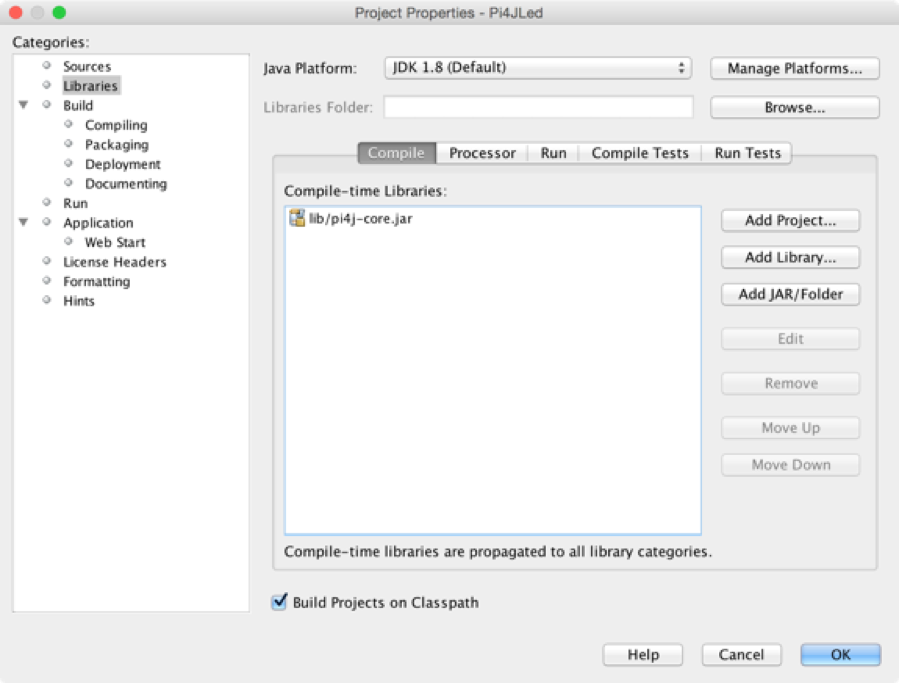 Project Properties - Pi4JLed
Categories:
Sources
Libraries
Build
Compiling
Packaging
Deployment
Documenting
Run
Application
Web Start
License Headers
Formatting
Hints
Java Platform: JDK 1.8 (Default) Manage Platforms...
Libraries Folder: Browse...
Compile Processor Run Compile Tests Run Tests
Compile-time Libraries:
lib/pi4j-core.jar
Add Project...
Add Library...
Add JAR/Folder
Edit
Remove
Move Up
Move Down
Compile-time libraries are propagated to all library categories.
Build Projects on Classpath
Help Cancel OK